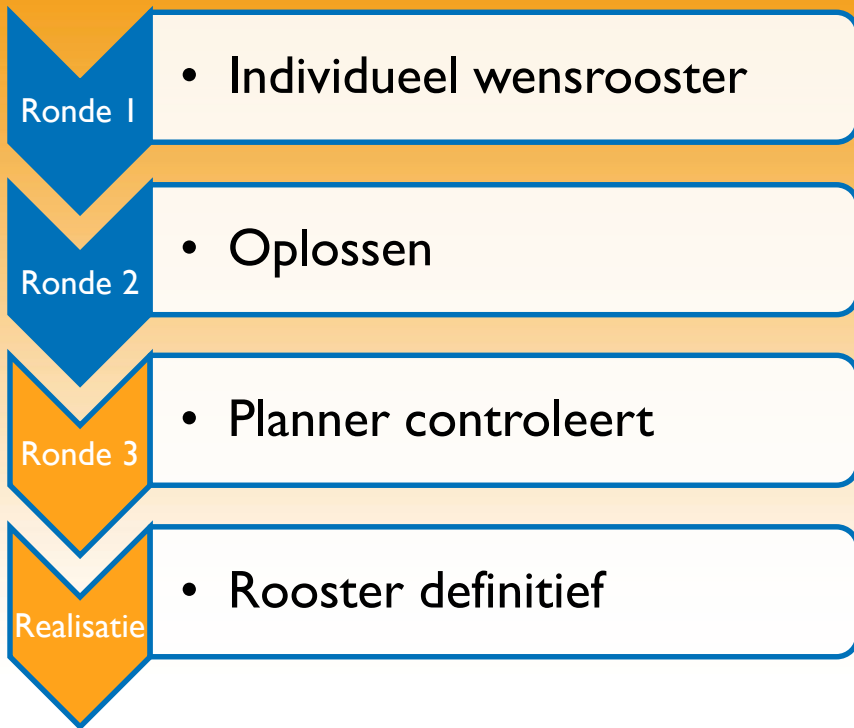 Ronde 1
• Individueel wensrooster
Ronde 2
• Oplossen
Ronde 3
• Planner controleert
Realisatie
• Rooster definitief